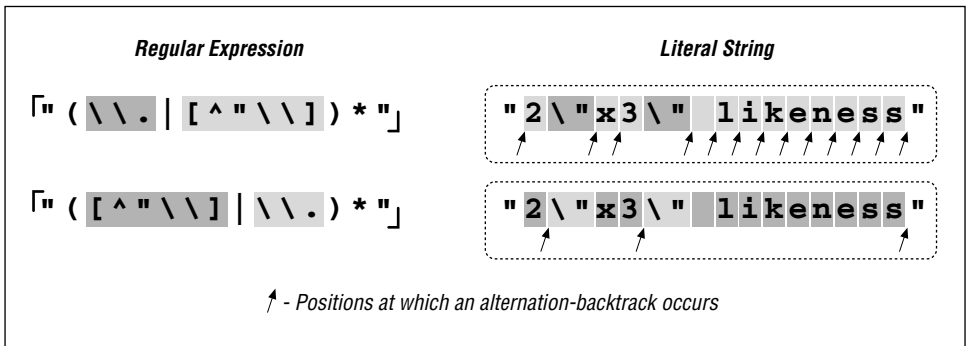 Regular Expression Literal String
「"(\\.|[^"\\])*"」 "2\"x3\" likeness"
「"([^"\\]|\\.)*"」 "2\"x3\" likeness"
- Positions at which an alternation-backtrack occurs